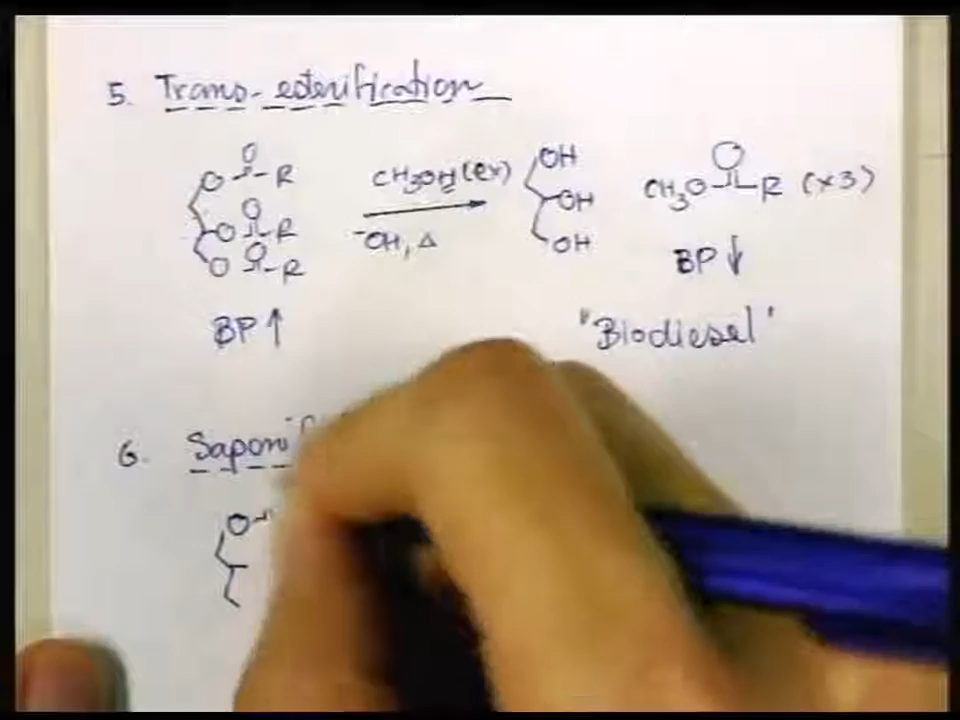 5. Trans-esterification
O O R CH3OH(ex) OH O
O O R -OH, Δ OH CH3O R (x3)
O O R OH BP↓
BP↑ "Biodiesel"
6.
O